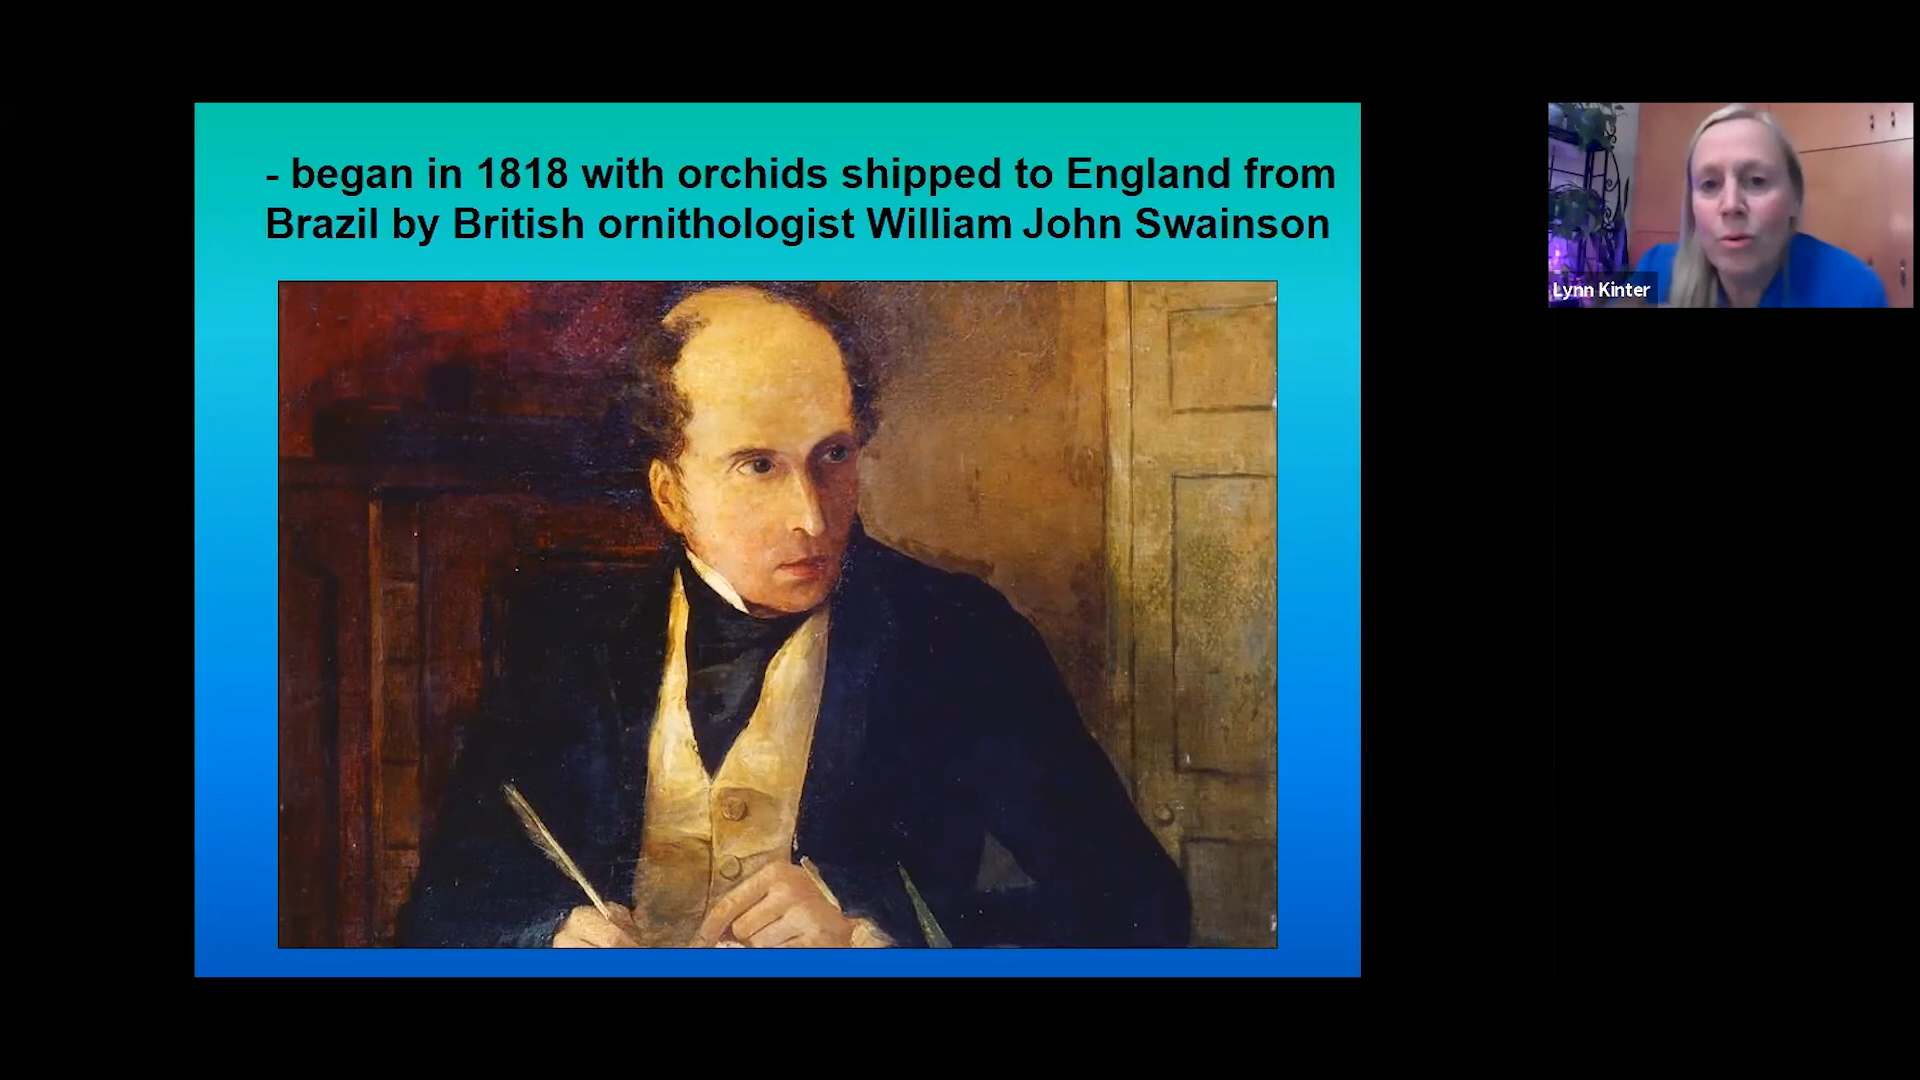 - began in 1818 with orchids shipped to England from
Brazil by British ornithologist William John Swainson
Lynn Kinter